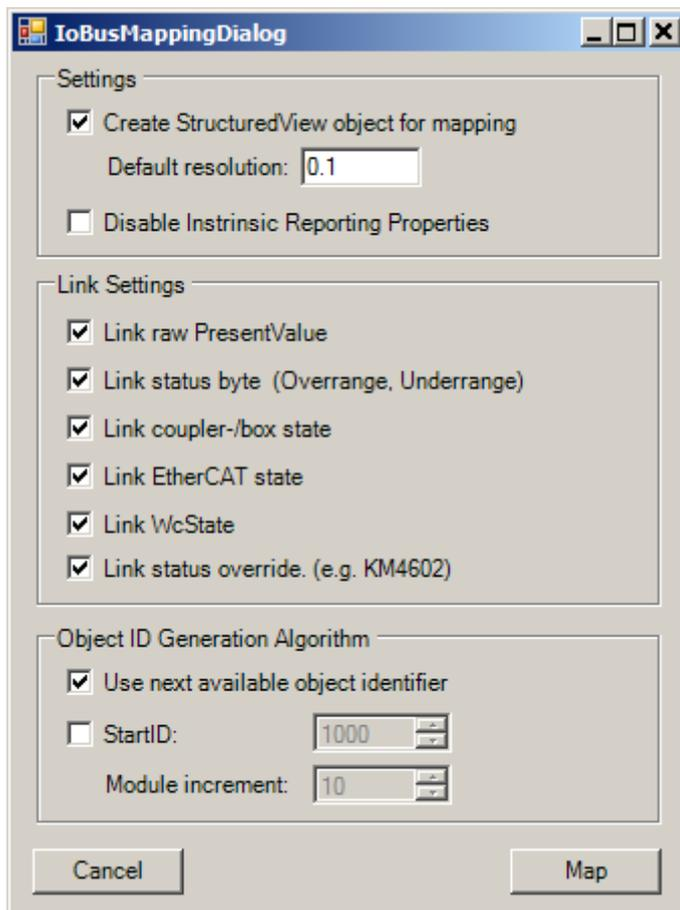 IoBusMappingDialog
Settings
Create StructuredView object for mapping
Default resolution: 0.1
Disable Instrinsic Reporting Properties
Link Settings
Link raw PresentValue
Link status byte (Overrange, Underrange)
Link coupler-/box state
Link EtherCAT state
Link WcState
Link status override. (e.g. KM4602)
Object ID Generation Algorithm
Use next available object identifier
StartID: 1000
Module increment: 10
Cancel Map